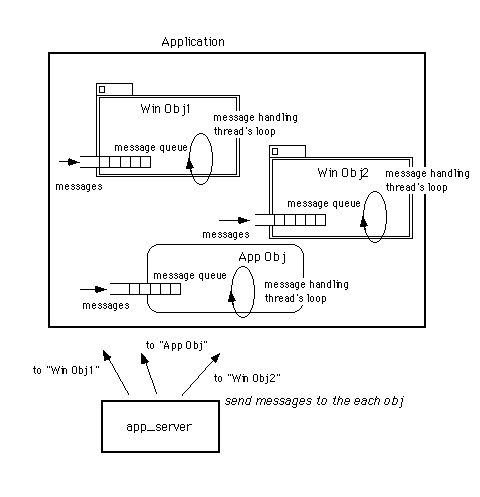 Application
Win Obj1
message handling
thread's loop
message queue
messages
Win Obj2
message handling
thread's loop
message queue
messages
App Obj
message queue
message handling
thread's loop
messages
to "Win Obj1"
to "App Obj"
to "Win Obj2"
send messages to the each obj
app_server